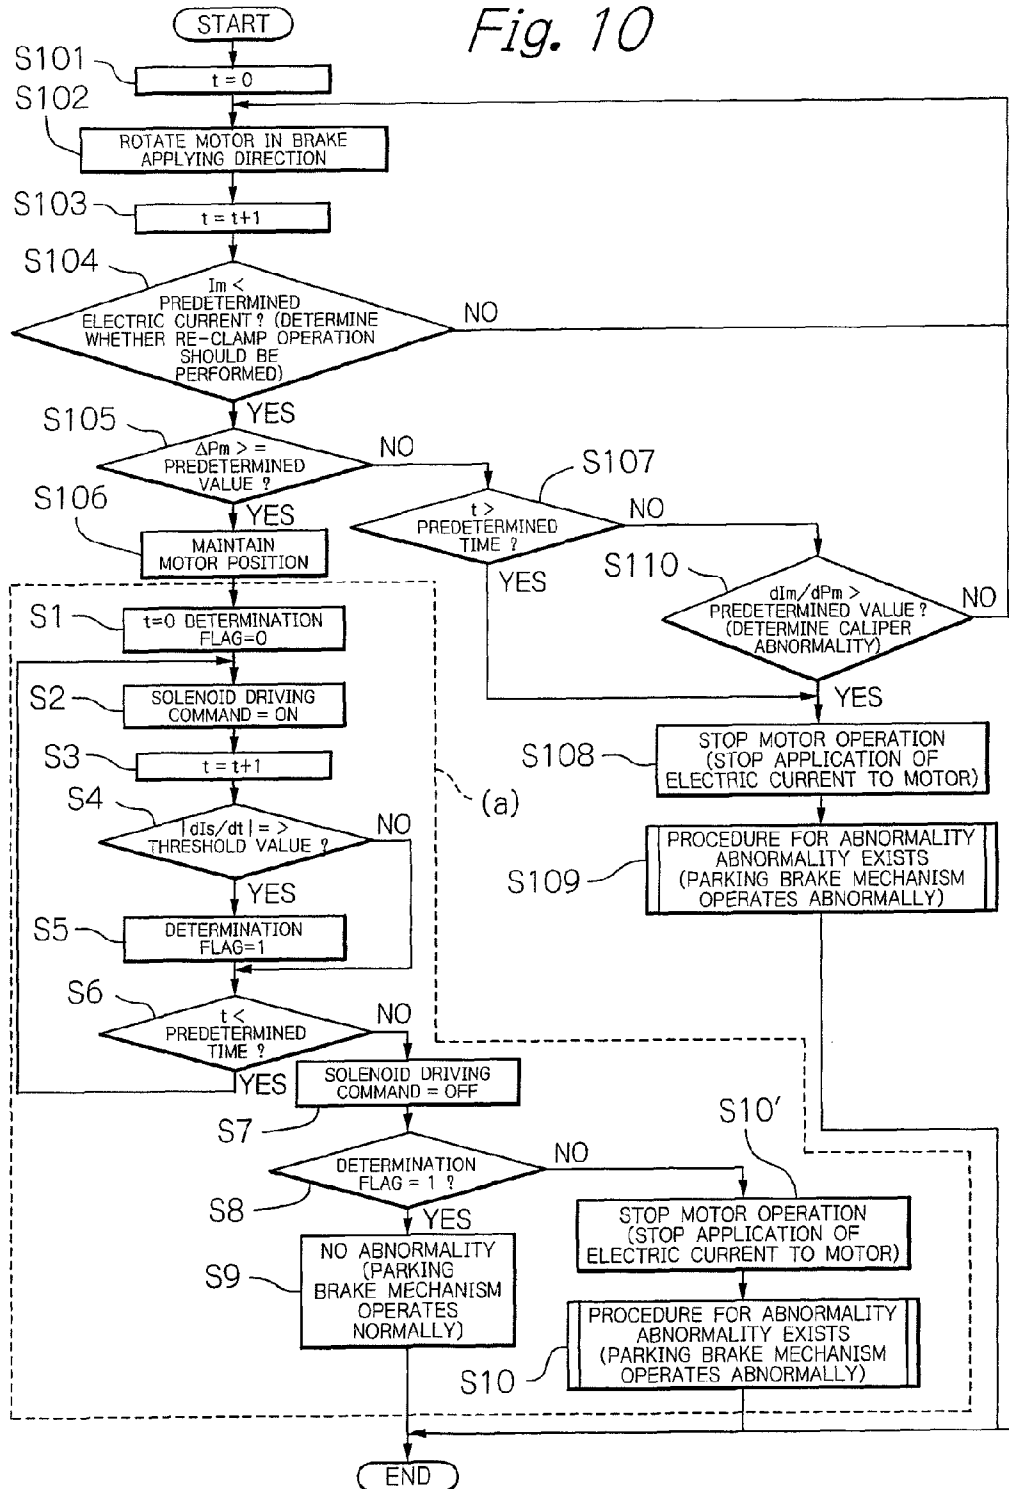 Fig. 10
START
S101
t = 0
S102
ROTATE MOTOR IN BRAKE
APPLYING DIRECTION
S103
t = t+1
S104
Im <
PREDETERMINED
ELECTRIC CURRENT? (DETERMINE
WHETHER RE-CLAMP OPERATION
SHOULD BE
PERFORMED)
NO
YES
S105
ΔPm > =
PREDETERMINED
VALUE ?
NO
YES
S106
MAINTAIN
MOTOR POSITION
S107
t >
PREDETERMINED
TIME ?
NO
YES
S110
dIm/dPm >
PREDETERMINED VALUE ?
(DETERMINE CALIPER
ABNORMALITY)
NO
YES
S1
t=0 DETERMINATION
FLAG=0
S2
SOLENOID DRIVING
COMMAND = ON
S3
t = t+1
S4
|dIs/dt| = >
THRESHOLD VALUE ?
NO
YES
(a)
S108
STOP MOTOR OPERATION
(STOP APPLICATION OF
ELECTRIC CURRENT TO MOTOR)
S109
PROCEDURE FOR ABNORMALITY
ABNORMALITY EXISTS
(PARKING BRAKE MECHANISM
OPERATES ABNORMALLY)
S5
DETERMINATION
FLAG=1
S6
t <
PREDETERMINED
TIME ?
NO
YES
SOLENOID DRIVING
COMMAND = OFF
S7
DETERMINATION
FLAG = 1 ?
S8
NO
YES
S10'
STOP MOTOR OPERATION
(STOP APPLICATION OF
ELECTRIC CURRENT TO MOTOR)
S9
NO ABNORMALITY
(PARKING
BRAKE MECHANISM
OPERATES
NORMALLY)
S10
PROCEDURE FOR ABNORMALITY
ABNORMALITY EXISTS
(PARKING BRAKE MECHANISM
OPERATES ABNORMALLY)
END